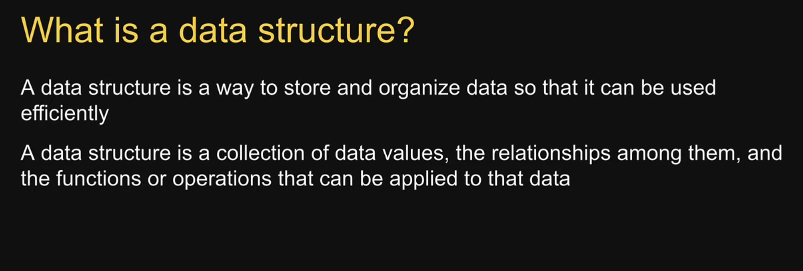 What is a data structure?
A data structure is a way to store and organize data so that it can be used
efficiently
A data structure is a collection of data values, the relationships among them, and
the functions or operations that can be applied to that data